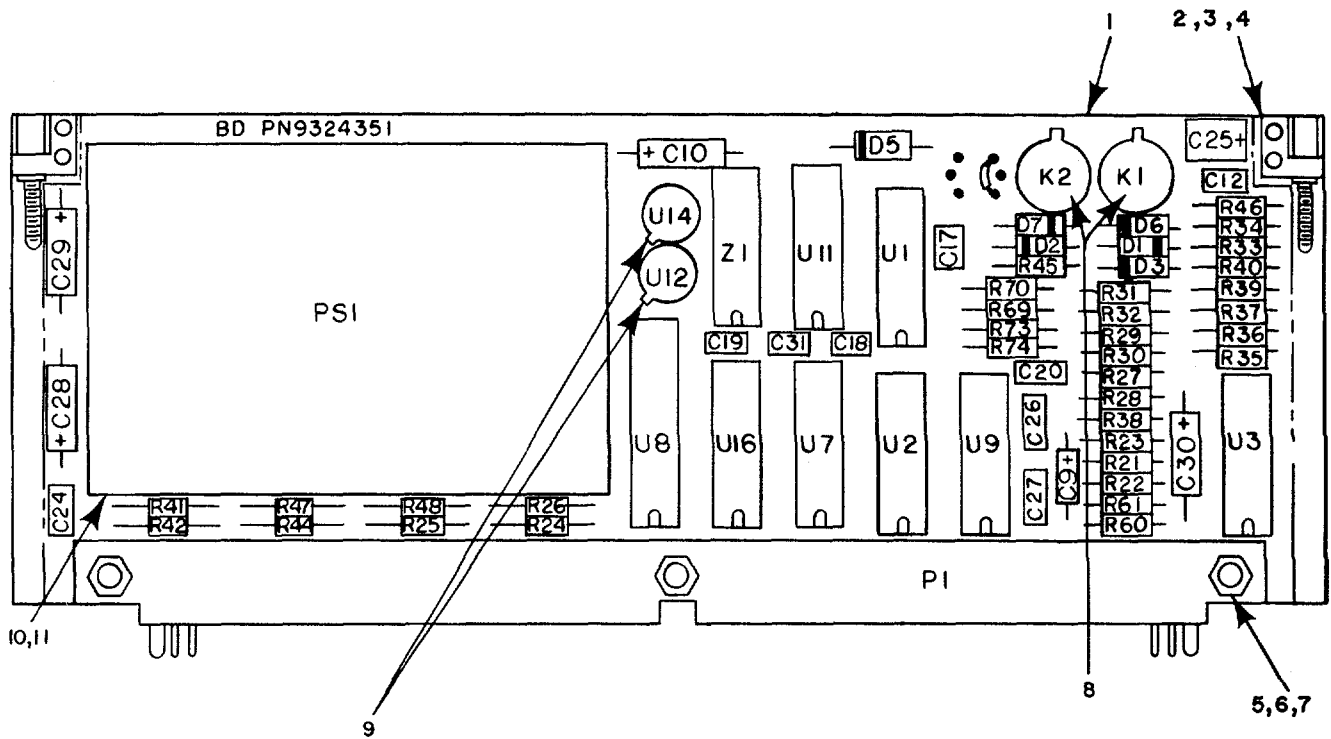 1
2,3,4
BD PN9324351
+C10
D5
K2
K1
C25+
C12
U14
U12
Z1
U11
U1
C17
D7
D2
R45
D6
D1
D3
R46
R34
R33
R40
R39
R37
R36
R35
C29+
PS1
R70
R69
R73
R74
R31
R32
R29
R30
R27
R28
R38
R23
R21
R22
R61
R60
C19
C31
C18
C20
+C28
C26
C30+
C9+
C27
U8
U16
U7
U2
U9
U3
C24
R41
R42
R47
R44
R48
R25
R26
R24
P1
10,11
9
8
5,6,7